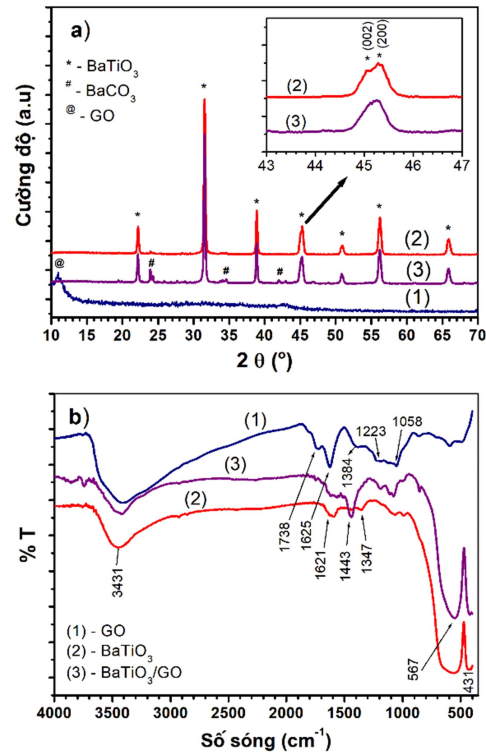 a)
* - BaTiO₃
# - BaCO₃
@ - GO
Cường độ (a.u)
* (002)
* (200)
(2)
(3)
43 44 45 46 47
@ * # * # * # * * * *
(2)
(3)
(1)
10 15 20 25 30 35 40 45 50 55 60 65 70
2 θ (°)
b)
(1)
(3)
(2)
1223
1058
1384
1738
1625
1621
1443
1347
3431
567
431
% T
(1) - GO
(2) - BaTiO₃
(3) - BaTiO₃/GO
4000 3500 3000 2500 2000 1500 1000 500
Số sóng (cm⁻¹)